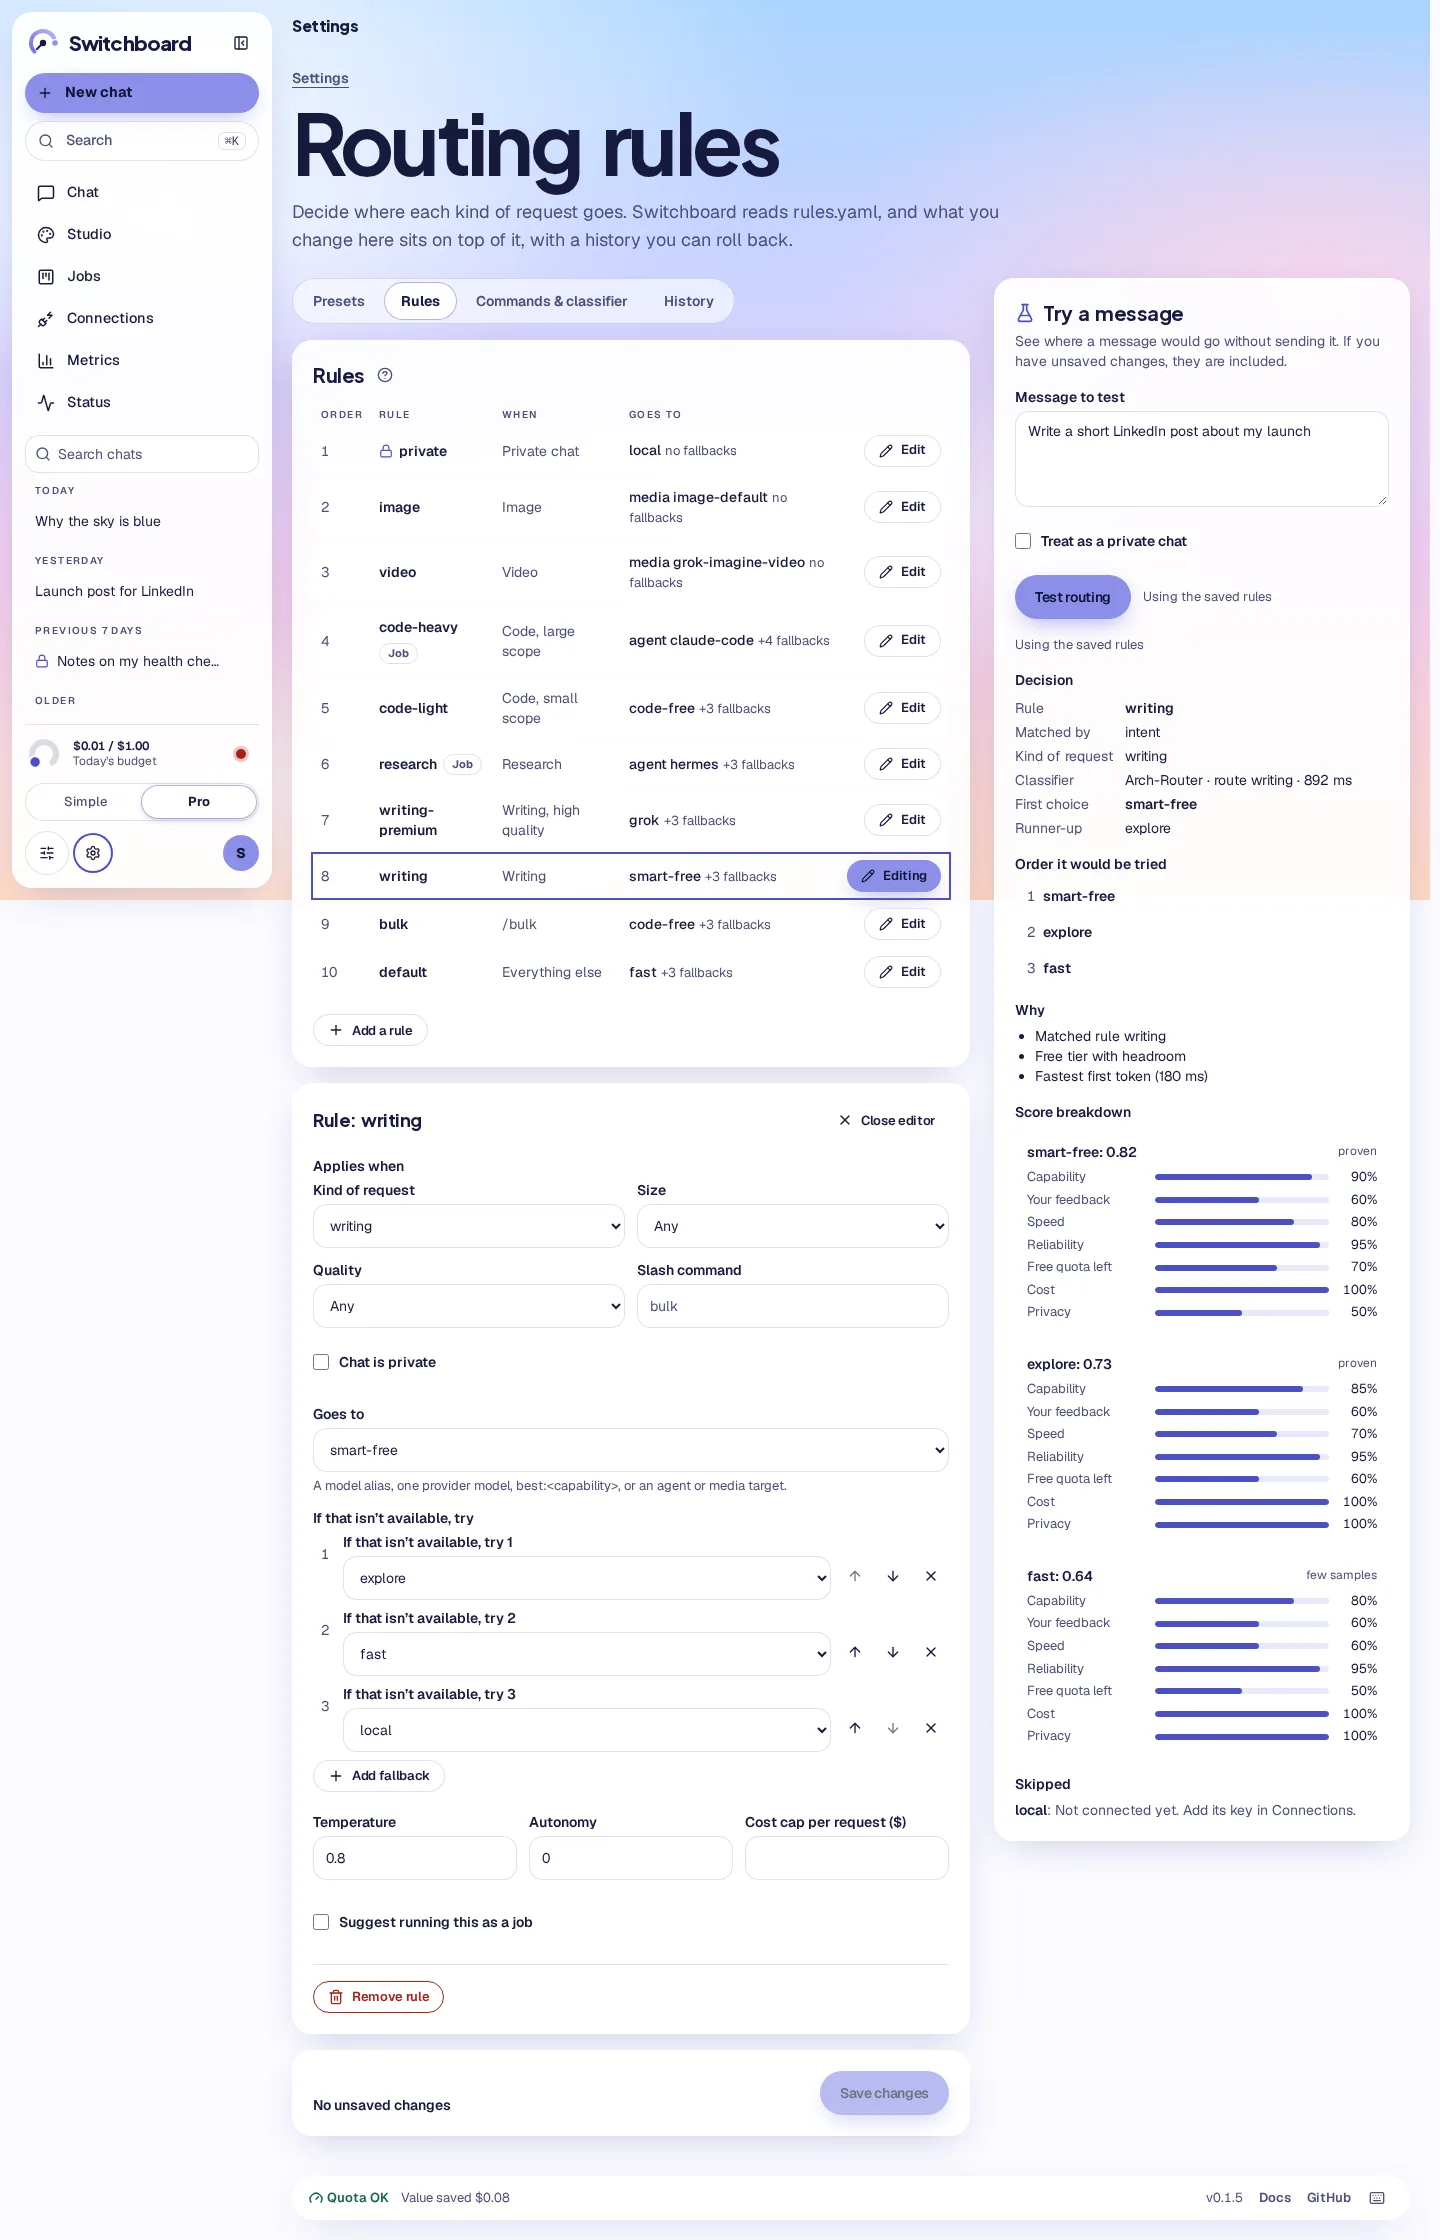 Switchboard
New chat
Search ⌘K
Chat
Studio
Jobs
Connections
Metrics
Status
Search chats
TODAY
Why the sky is blue
YESTERDAY
Launch post for LinkedIn
PREVIOUS 7 DAYS
Notes on my health che...
OLDER
$0.01 / $1.00
Today's budget
Simple Pro
S
Settings
Settings
Routing rules
Decide where each kind of request goes. Switchboard reads rules.yaml, and what you
change here sits on top of it, with a history you can roll back.
Presets Rules Commands & classifier History
Rules
ORDER RULE WHEN GOES TO
1 private Private chat local no fallbacks Edit
2 image Image media image-default no
fallbacks Edit
3 video Video media grok-imagine-video no
fallbacks Edit
4 code-heavy Job Code, large
scope agent claude-code +4 fallbacks Edit
5 code-light Code, small
scope code-free +3 fallbacks Edit
6 research Job Research agent hermes +3 fallbacks Edit
7 writing-
premium Writing, high
quality grok +3 fallbacks Edit
8 writing Writing smart-free +3 fallbacks Editing
9 bulk /bulk code-free +3 fallbacks Edit
10 default Everything else fast +3 fallbacks Edit
Add a rule
Rule: writing Close editor
Applies when
Kind of request Size
writing Any
Quality Slash command
Any bulk
Chat is private
Goes to
smart-free
A model alias, one provider model, best:<capability>, or an agent or media target.
If that isn't available, try
If that isn't available, try 1
1 explore
If that isn't available, try 2
2 fast
If that isn't available, try 3
3 local
Add fallback
Temperature Autonomy Cost cap per request ($)
0.8 0
Suggest running this as a job
Remove rule
No unsaved changes Save changes
Try a message
See where a message would go without sending it. If you
have unsaved changes, they are included.
Message to test
Write a short LinkedIn post about my launch
Treat as a private chat
Test routing Using the saved rules
Using the saved rules
Decision
Rule writing
Matched by intent
Kind of request writing
Classifier Arch-Router · route writing · 892 ms
First choice smart-free
Runner-up explore
Order it would be tried
1 smart-free
2 explore
3 fast
Why
• Matched rule writing
• Free tier with headroom
• Fastest first token (180 ms)
Score breakdown
smart-free: 0.82 proven
Capability 90%
Your feedback 60%
Speed 80%
Reliability 95%
Free quota left 70%
Cost 100%
Privacy 50%
explore: 0.73 proven
Capability 85%
Your feedback 60%
Speed 70%
Reliability 95%
Free quota left 60%
Cost 100%
Privacy 100%
fast: 0.64 few samples
Capability 80%
Your feedback 60%
Speed 60%
Reliability 95%
Free quota left 50%
Cost 100%
Privacy 100%
Skipped
local: Not connected yet. Add its key in Connections.
Quota OK Value saved $0.08 v0.1.5 Docs GitHub